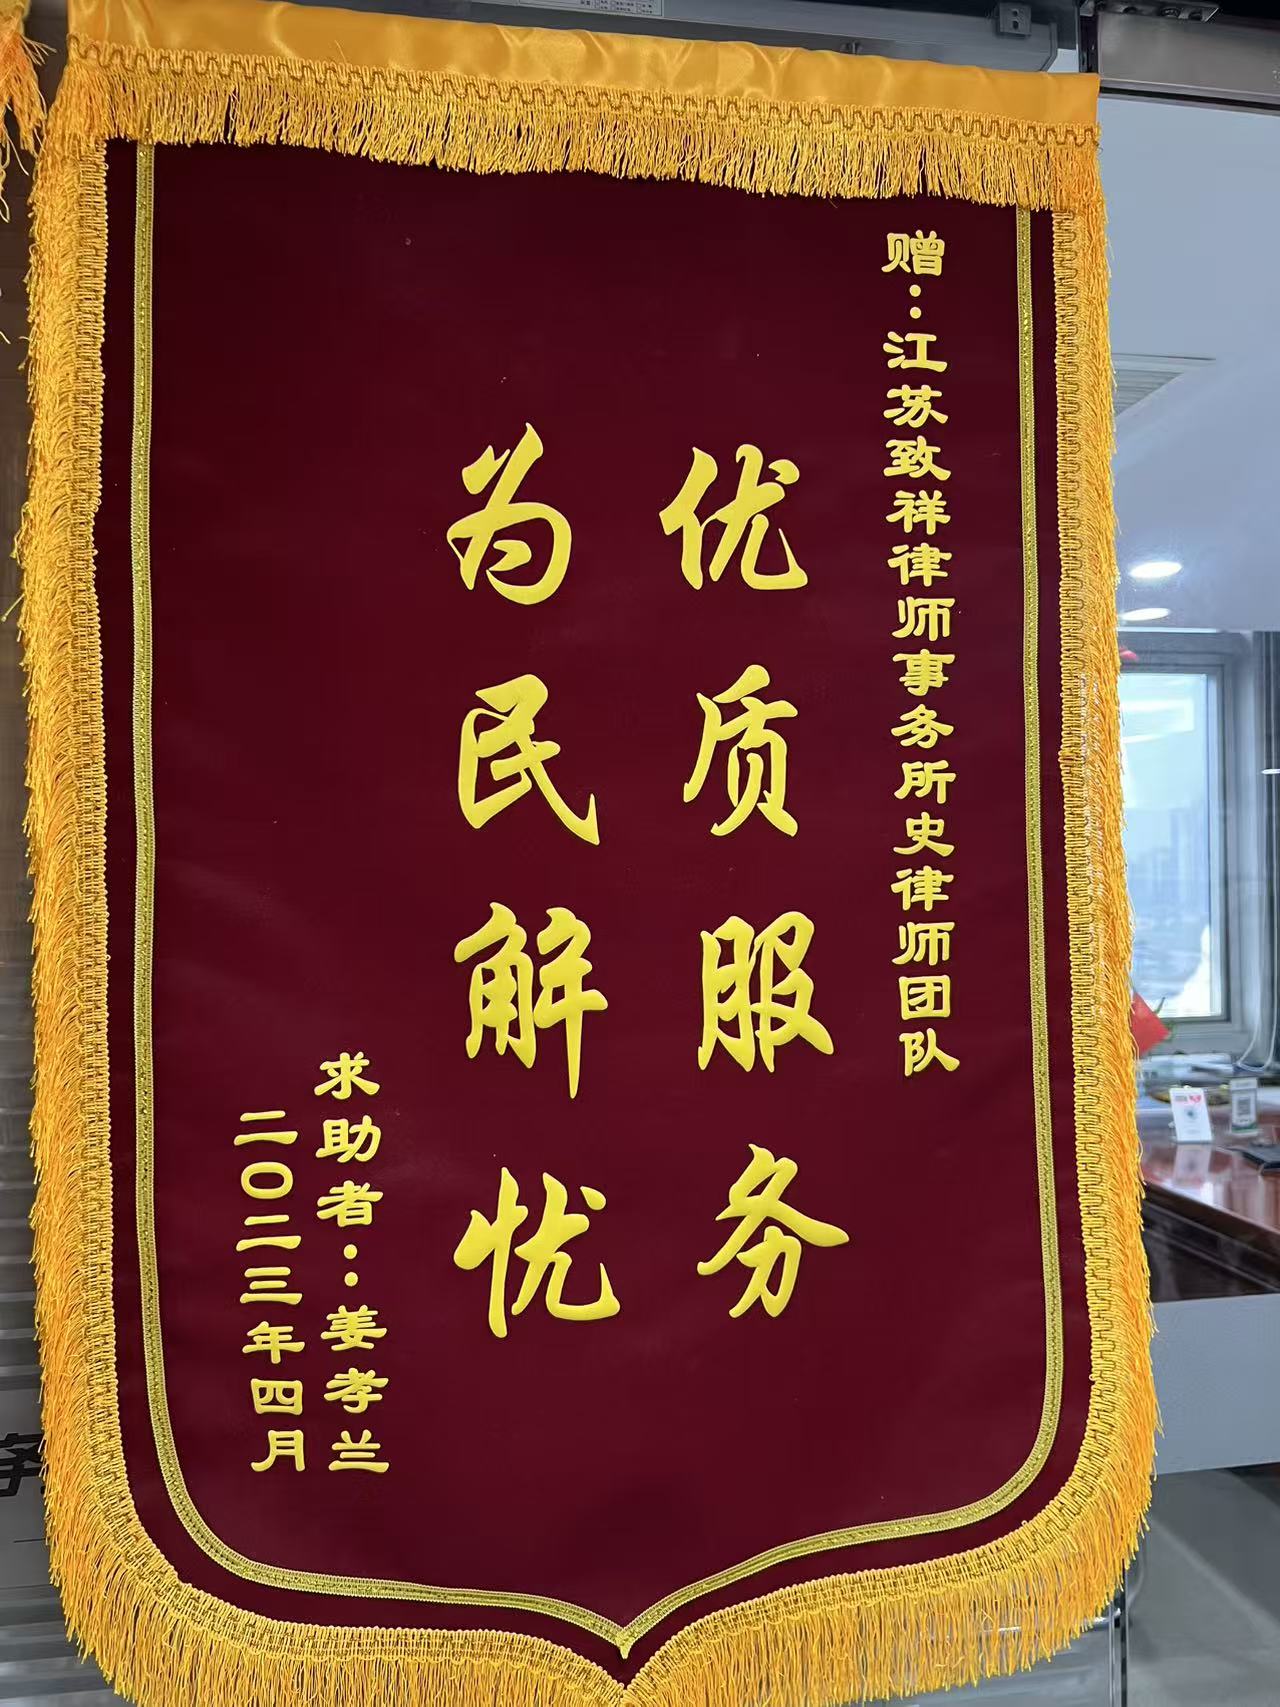 赠：江苏致祥律师事务所史律师团队
优质服务
为民解忧
求助者：姜孝兰
二〇二三年四月